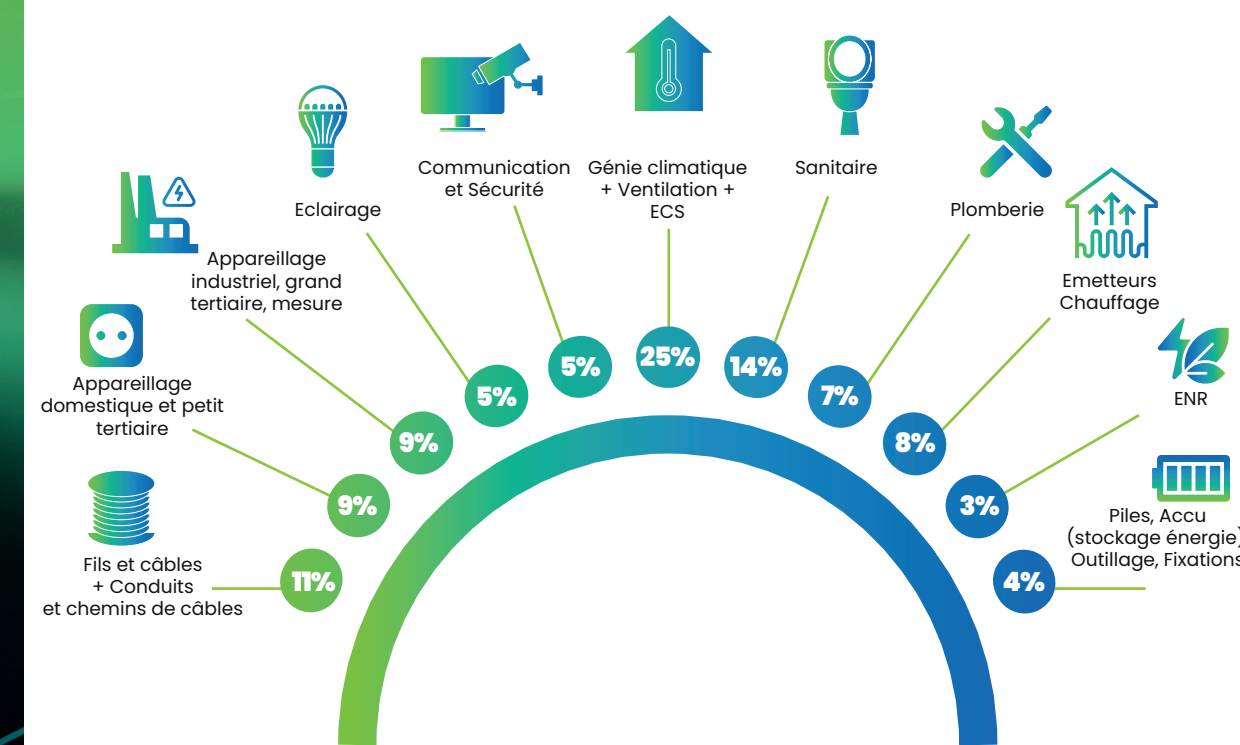 Fils et câbles
+ Conduits
et chemins de câbles
11%
Appareillage
domestique et petit
tertiaire
9%
Appareillage
industriel, grand
tertiaire, mesure
9%
Eclairage
5%
Communication
et Sécurité
5%
Génie climatique
+ Ventilation +
ECS
25%
Sanitaire
14%
Plomberie
7%
Emetteurs
Chauffage
8%
ENR
3%
Piles, Accu
(stockage énergie)
Outillage, Fixations
4%